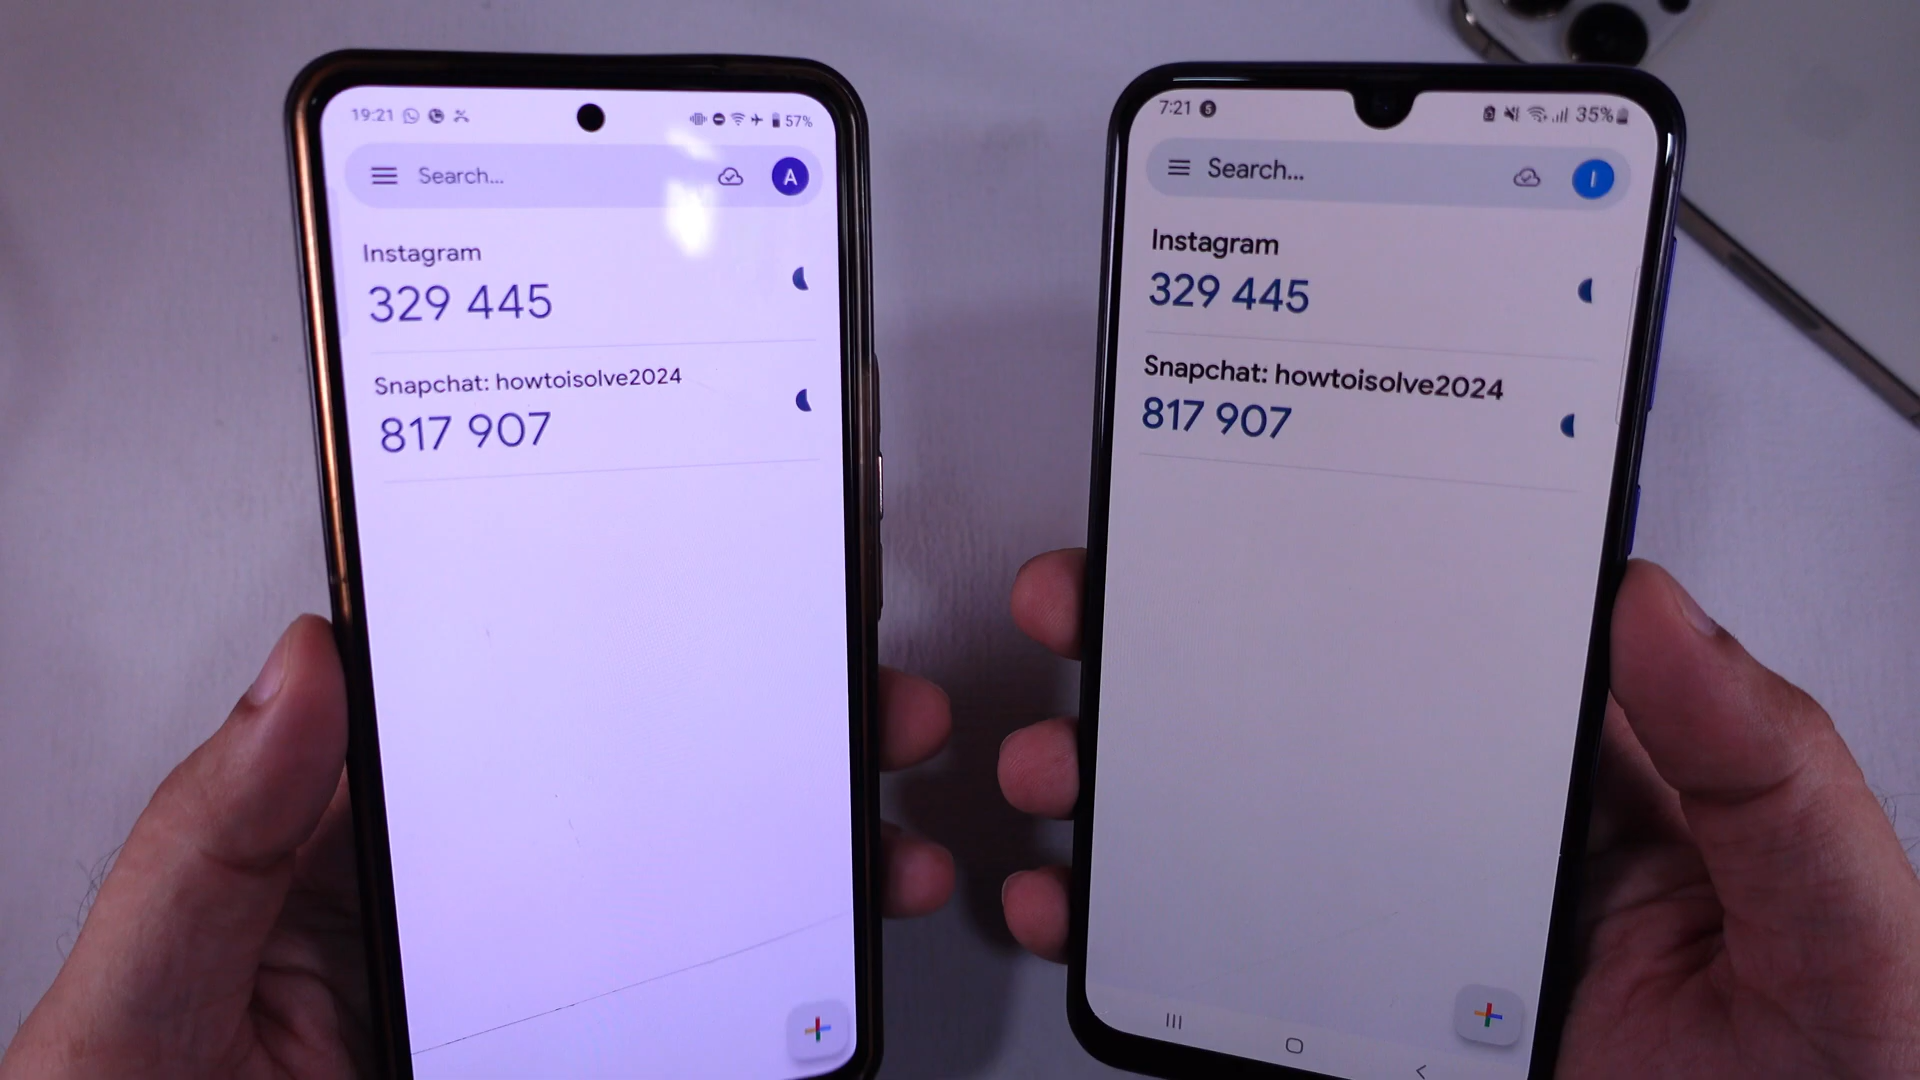 19:21
57%
Search...
A
Instagram
329 445
Snapchat: howtoisolve2024
817 907
7:21
35%
Search...
I
Instagram
329 445
Snapchat: howtoisolve2024
817 907